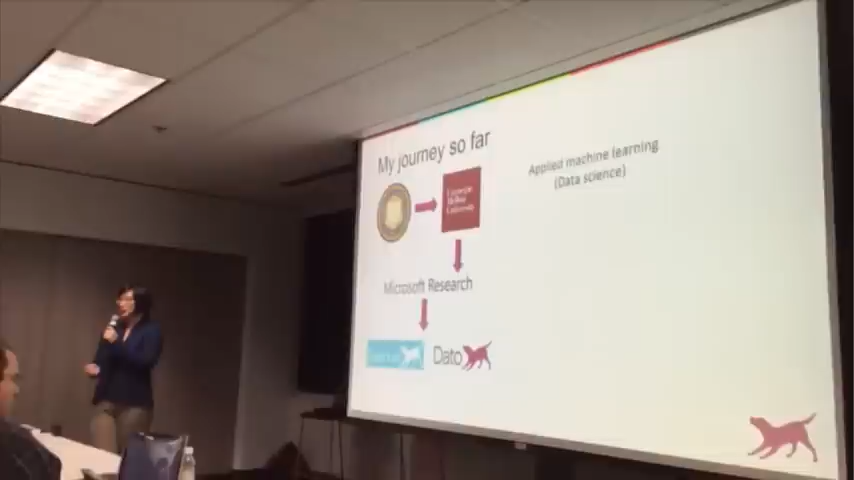 My journey so far
Carnegie
Mellon
University
Microsoft Research
Dato
Applied machine learning
(Data science)